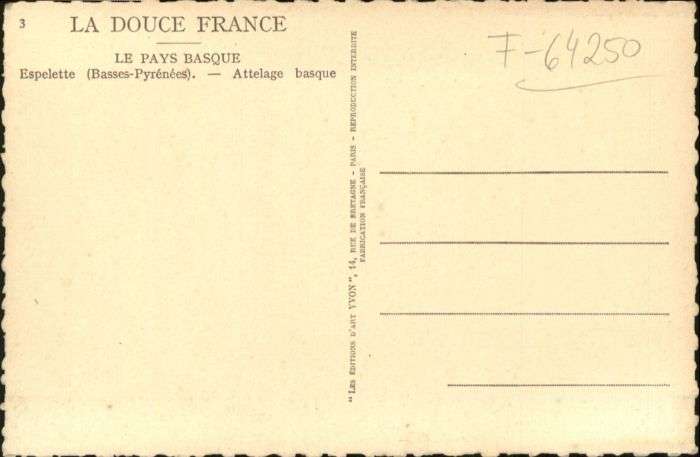 3
LA DOUCE FRANCE
LE PAYS BASQUE
Espelette (Basses-Pyrénées). — Attelage basque
F-64250
"LES ÉDITIONS D'ART YVON", 14, RUE DE BRETAGNE - PARIS - REPRODUCTION INTERDITE
FABRICATION FRANÇAISE